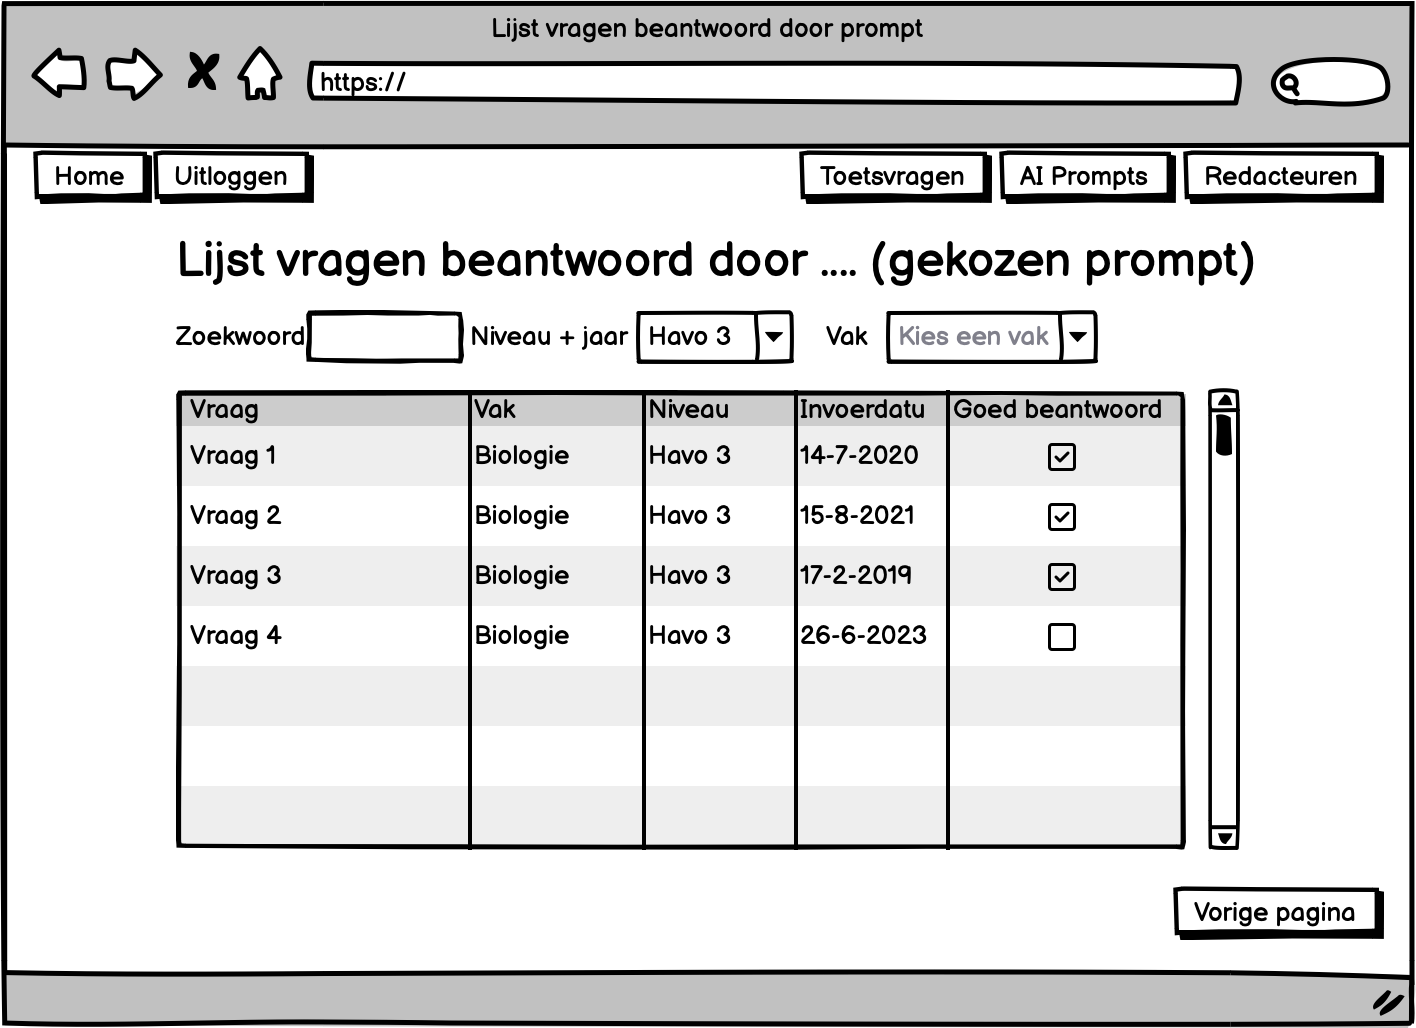 Lijst vragen beantwoord door prompt
https://
Home Uitloggen Toetsvragen AI Prompts Redacteuren
Lijst vragen beantwoord door .... (gekozen prompt)
Zoekwoord Niveau + jaar Havo 3 Vak Kies een vak
Vraag Vak Niveau Invoerdatu Goed beantwoord
Vraag 1 Biologie Havo 3 14-7-2020
Vraag 2 Biologie Havo 3 15-8-2021
Vraag 3 Biologie Havo 3 17-2-2019
Vraag 4 Biologie Havo 3 26-6-2023
Vorige pagina